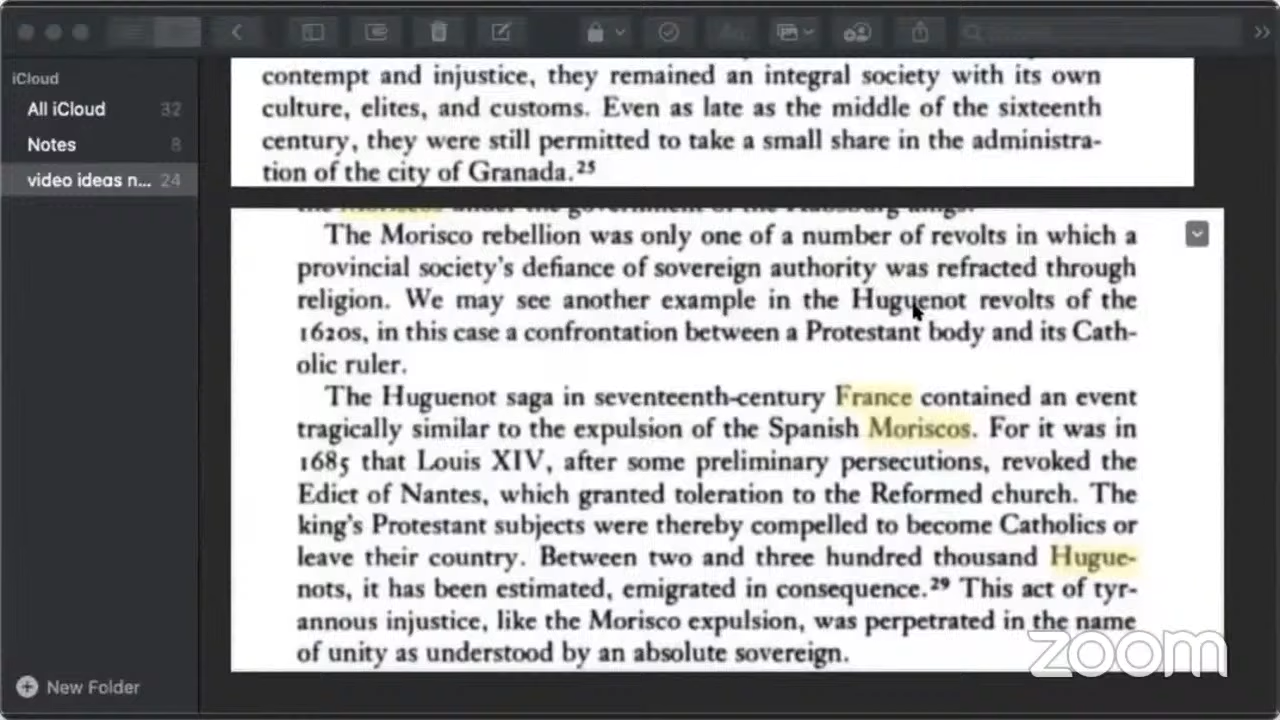 iCloud
All iCloud 32
Notes 8
video ideas n... 24
New Folder
contempt and injustice, they remained an integral society with its own
culture, elites, and customs. Even as late as the middle of the sixteenth
century, they were still permitted to take a small share in the administra-
tion of the city of Granada.25
the Moriscos under the government of the Habsburg kings.
The Morisco rebellion was only one of a number of revolts in which a
provincial society's defiance of sovereign authority was refracted through
religion. We may see another example in the Huguenot revolts of the
1620s, in this case a confrontation between a Protestant body and its Cath-
olic ruler.
The Huguenot saga in seventeenth-century France contained an event
tragically similar to the expulsion of the Spanish Moriscos. For it was in
1685 that Louis XIV, after some preliminary persecutions, revoked the
Edict of Nantes, which granted toleration to the Reformed church. The
king's Protestant subjects were thereby compelled to become Catholics or
leave their country. Between two and three hundred thousand Hugue-
nots, it has been estimated, emigrated in consequence.29 This act of tyr-
annous injustice, like the Morisco expulsion, was perpetrated in the name
of unity as understood by an absolute sovereign.
zoom